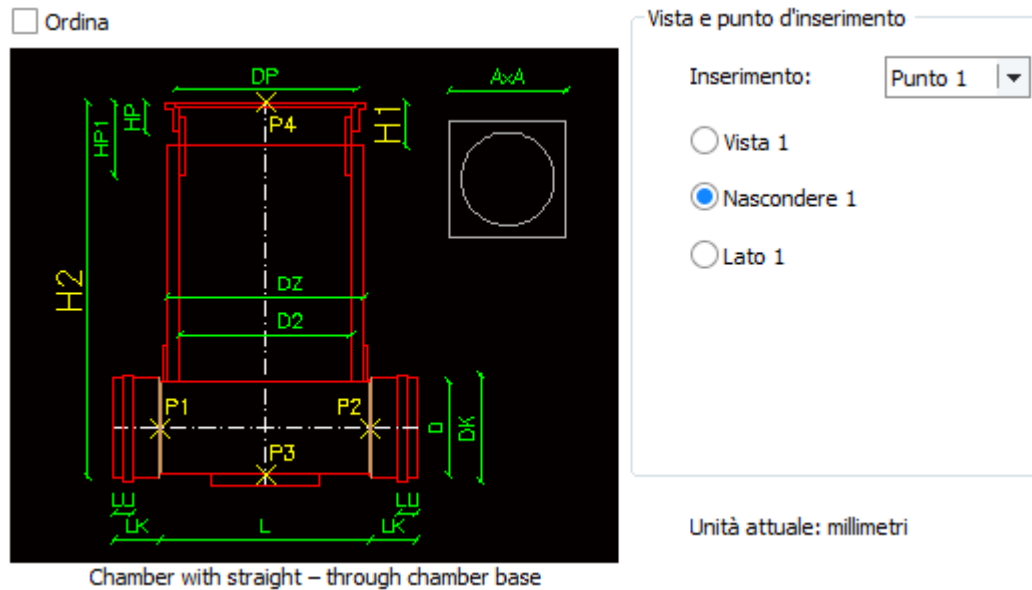 Ordina
Vista e punto d'inserimento
Inserimento:
Punto 1
Vista 1
Nascondere 1
Lato 1
DP
AxA
HP1
HP
P4
H1
H2
DZ
D2
P1
P2
D
DK
P3
LE
LE
LK
L
LK
Unità attuale: millimetri
Chamber with straight – through chamber base